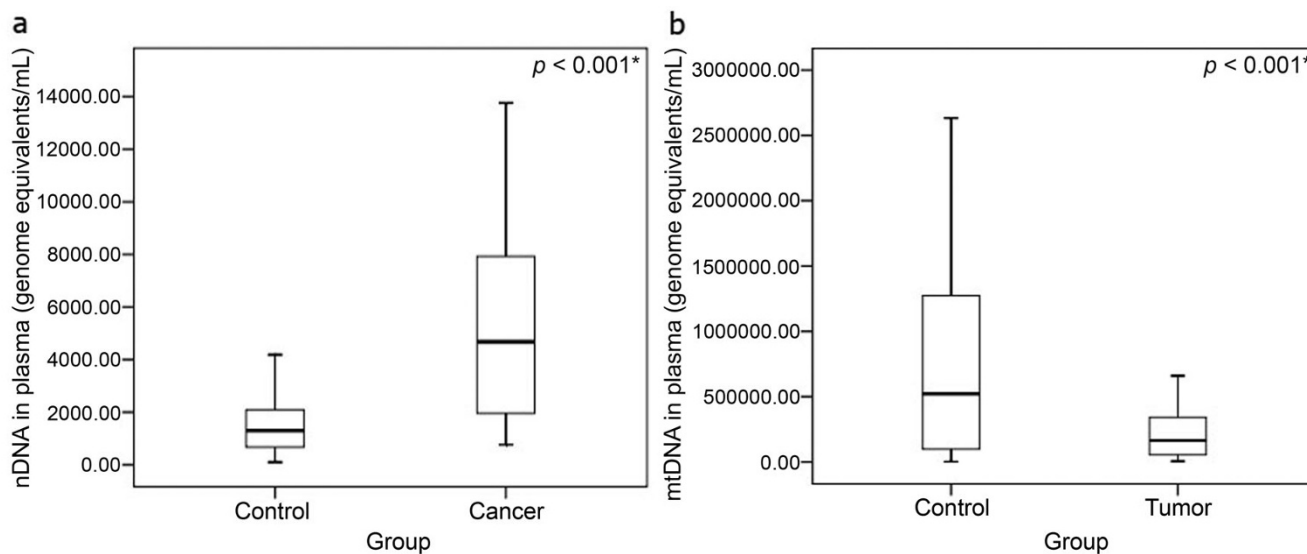 a
nDNA in plasma (genome equivalents/mL)
p < 0.001*
14000.00
12000.00
10000.00
8000.00
6000.00
4000.00
2000.00
0.00
Control
Cancer
Group
b
mtDNA in plasma (genome equivalents/mL)
p < 0.001*
3000000.00
2500000.00
2000000.00
1500000.00
1000000.00
500000.00
0.00
Control
Tumor
Group